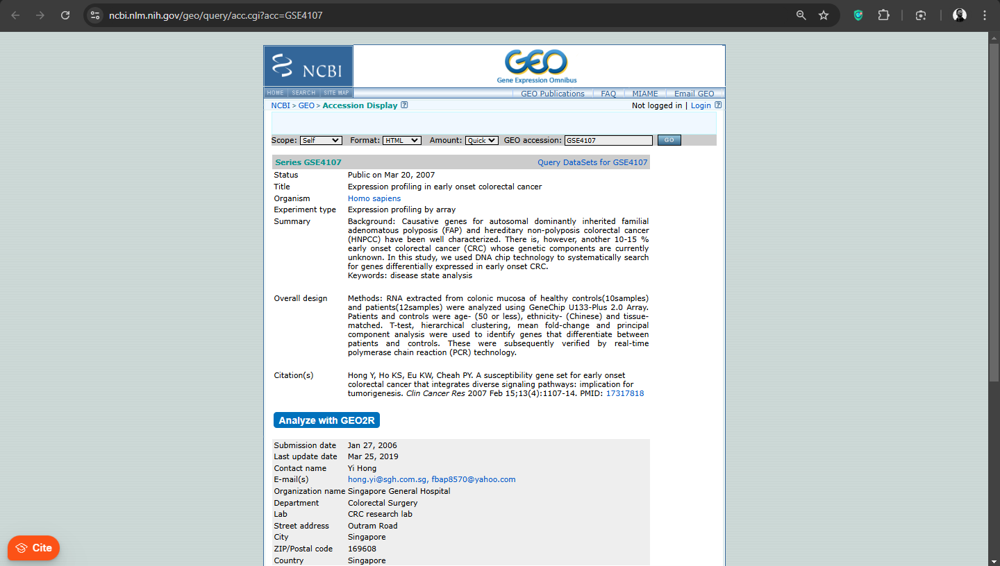 ncbi.nlm.nih.gov/geo/query/acc.cgi?acc=GSE4107
NCBI
GEO
Gene Expression Omnibus
HOME SEARCH SITE MAP
GEO Publications FAQ MIAME Email GEO
NCBI > GEO > Accession Display ?
Not logged in | Login ?
Scope: Self Format: HTML Amount: Quick GEO accession: GSE4107 GO
Series GSE4107 Query DataSets for GSE4107
Status Public on Mar 20, 2007
Title Expression profiling in early onset colorectal cancer
Organism Homo sapiens
Experiment type Expression profiling by array
Summary Background: Causative genes for autosomal dominantly inherited familial
adenomatous polyposis (FAP) and hereditary non-polyposis colorectal cancer
(HNPCC) have been well characterized. There is, however, another 10-15 %
early onset colorectal cancer (CRC) whose genetic components are currently
unknown. In this study, we used DNA chip technology to systematically search
for genes differentially expressed in early onset CRC.
Keywords: disease state analysis
Overall design Methods: RNA extracted from colonic mucosa of healthy controls(10samples)
and patients(12samples) were analyzed using GeneChip U133-Plus 2.0 Array.
Patients and controls were age- (50 or less), ethnicity- (Chinese) and tissue-
matched. T-test, hierarchical clustering, mean fold-change and principal
component analysis were used to identify genes that differentiate between
patients and controls. These were subsequently verified by real-time
polymerase chain reaction (PCR) technology.
Citation(s) Hong Y, Ho KS, Eu KW, Cheah PY. A susceptibility gene set for early onset
colorectal cancer that integrates diverse signaling pathways: implication for
tumorigenesis. Clin Cancer Res 2007 Feb 15;13(4):1107-14. PMID: 17317818
Analyze with GEO2R
Submission date Jan 27, 2006
Last update date Mar 25, 2019
Contact name Yi Hong
E-mail(s) hong.yi@sgh.com.sg, fbap8570@yahoo.com
Organization name Singapore General Hospital
Department Colorectal Surgery
Lab CRC research lab
Street address Outram Road
City Singapore
ZIP/Postal code 169608
Country Singapore
Cite